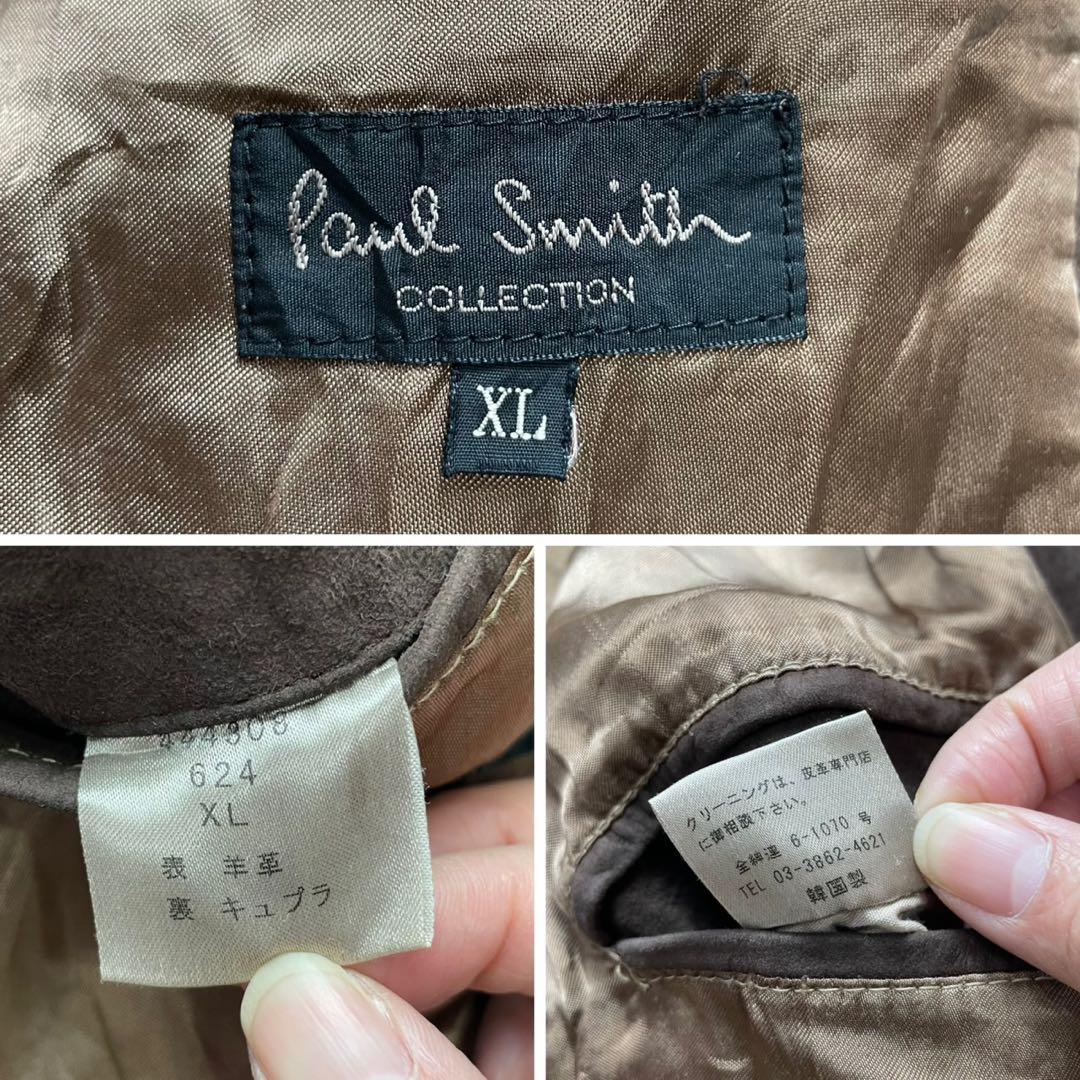 Paul Smith
COLLECTION
XL
624
XL
表 羊革
裏 キュプラ
クリーニングは、皮革専門店
に御相談下さい。
全紳連 6-1070 号
TEL 03-3862-4621
韓国製